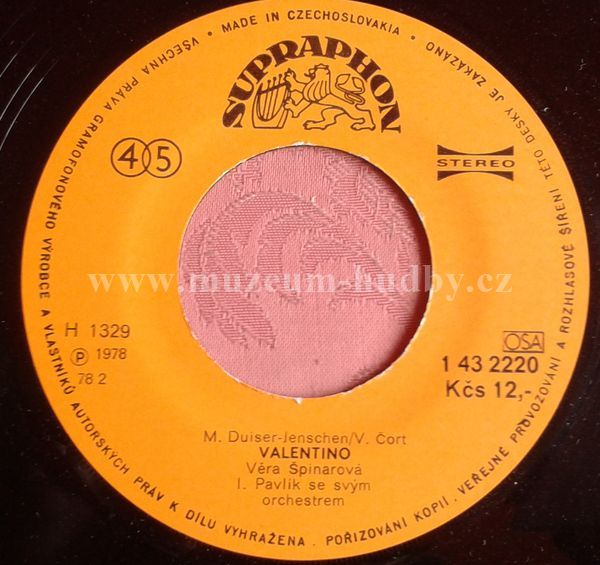 VŠECHNA PRÁVA GRAMOFONOVÉHO VÝROBCE A VLASTNÍKŮ AUTORSKÝCH PRÁV K DÍLU VYHRAŽENA. POŘIZOVÁNÍ KOPIÍ, VEŘEJNÉ PROVOZOVÁNÍ A ROZHLASOVÉ ŠÍŘENÍ TÉTO DESKY JE ZAKÁZÁNO
• MADE IN CZECHOSLOVAKIA •
SUPRAPHON
45
STEREO
www.muzeum-hudby.cz
H 1329
Ⓟ 1978
78 2
OSA
1 43 2220
Kčs 12,-
M. Duiser-Jenschen/V. Čort
VALENTINO
Věra Špinarová
I. Pavlík se svým
orchestrem